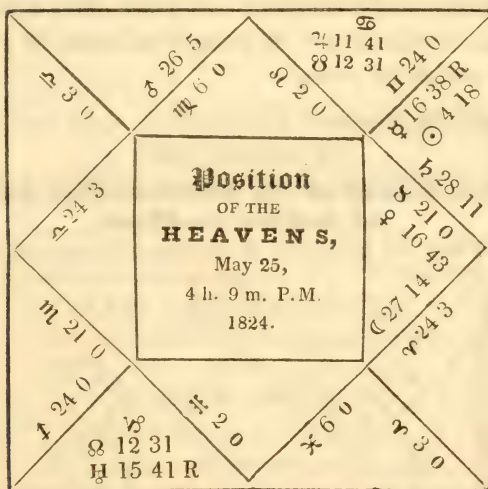 ♋
♃ 11 41
☋ 12 31
♎ 3 0
♂ 26 5
♍ 6 0
♌ 2 0
♊ 24 0
☿ 16 38 R
☉ 4 18
♄ 28 11
♎ 24 3
Position
OF THE
HEAVENS,
May 25,
4 h. 9 m. P.M.
1824.
♉ 21 0
♀ 16 43
☽ 27 14
♈ 24 3
♏ 21 0
♐ 24 0
♑
☊ 12 31
♅ 15 41 R
♒ 2 0
♓ 6 0
♈ 3 0